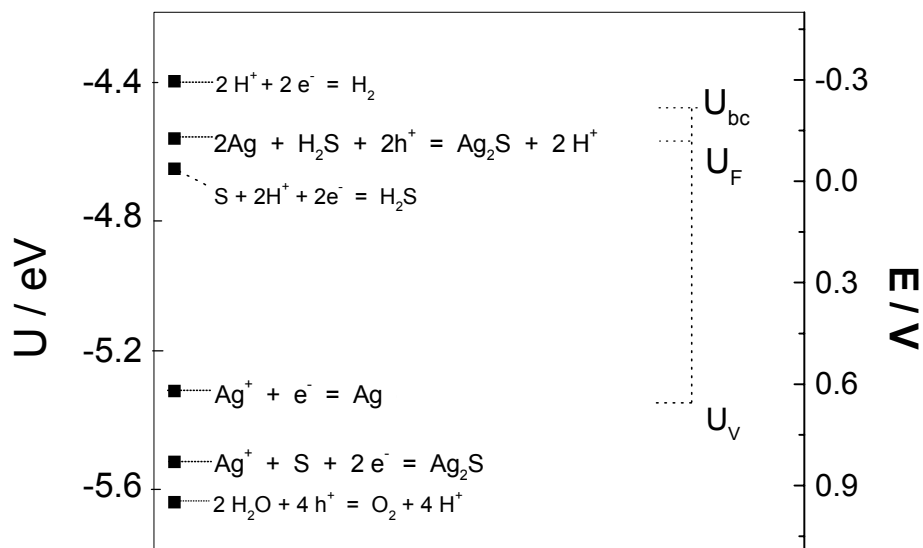 -4.4
-4.8
-5.2
-5.6
U / eV
2 H⁺ + 2 e⁻ = H₂
2Ag + H₂S + 2h⁺ = Ag₂S + 2 H⁺
S + 2H⁺ + 2e⁻ = H₂S
Ag⁺ + e⁻ = Ag
Ag⁺ + S + 2 e⁻ = Ag₂S
2 H₂O + 4 h⁺ = O₂ + 4 H⁺
U_bc
U_F
U_V
-0.3
0.0
0.3
0.6
0.9
E / V